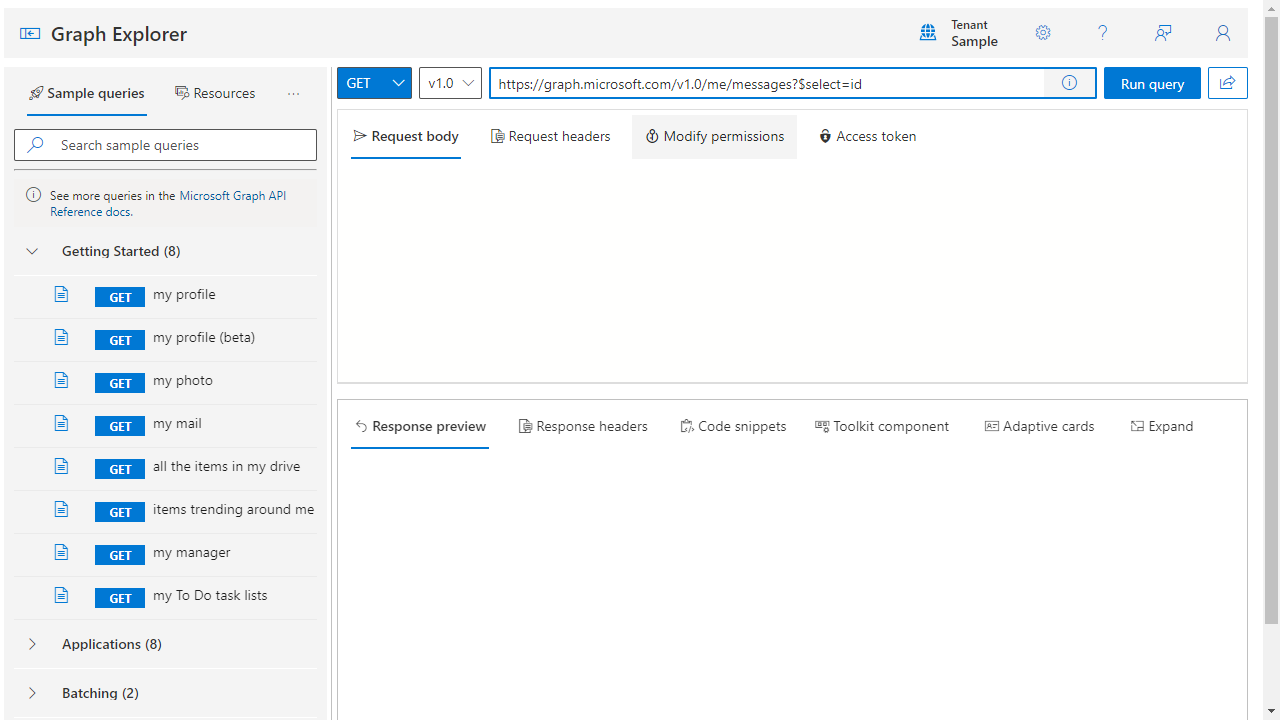 Graph Explorer
Tenant
Sample
Sample queries
Resources
Search sample queries
See more queries in the Microsoft Graph API
Reference docs.
Getting Started (8)
GET my profile
GET my profile (beta)
GET my photo
GET my mail
GET all the items in my drive
GET items trending around me
GET my manager
GET my To Do task lists
Applications (8)
Batching (2)
GET
v1.0
https://graph.microsoft.com/v1.0/me/messages?$select=id
Run query
Request body
Request headers
Modify permissions
Access token
Response preview
Response headers
Code snippets
Toolkit component
Adaptive cards
Expand